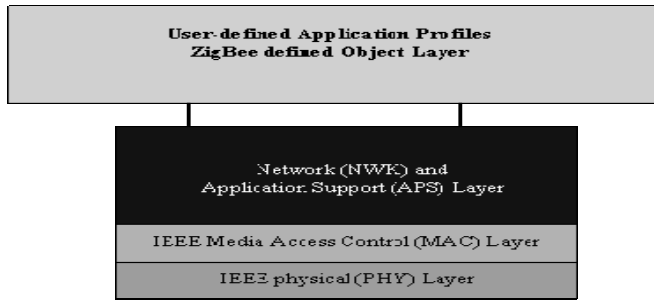 User-defined Application Profiles
ZigBee defined Object Layer
Network (NWK) and
Application Support (APS) Layer
IEEE Media Access Control (MAC) Layer
IEEE physical (PHY) Layer